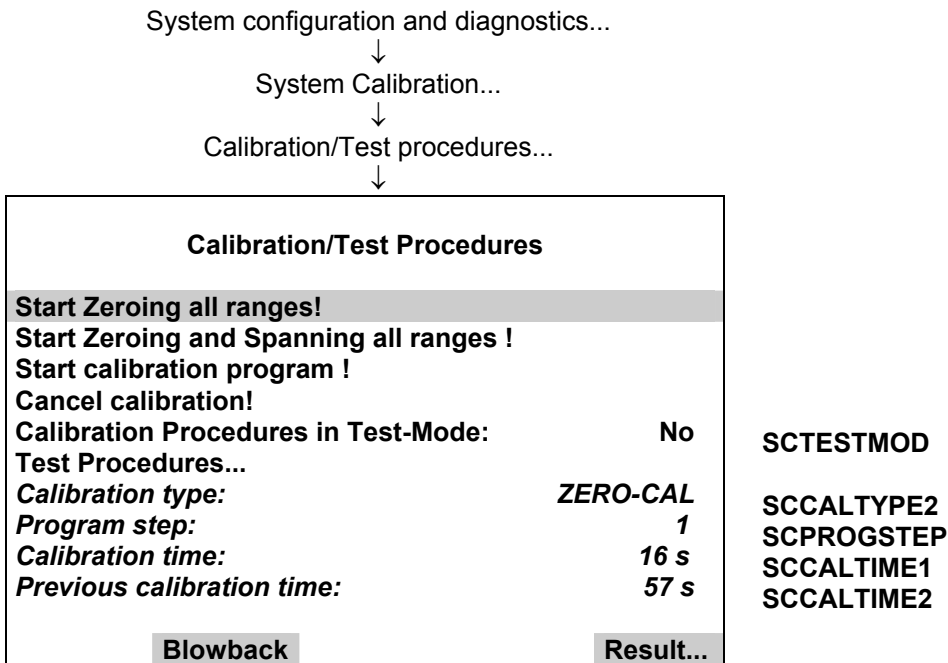 System configuration and diagnostics...
↓
System Calibration...
↓
Calibration/Test procedures...
↓
Calibration/Test Procedures
Start Zeroing all ranges!
Start Zeroing and Spanning all ranges !
Start calibration program !
Cancel calibration!
Calibration Procedures in Test-Mode: No SCTESTMOD
Test Procedures...
Calibration type: ZERO-CAL SCCALTYPE2
Program step: 1 SCPROGSTEP
Calibration time: 16 s SCCALTIME1
Previous calibration time: 57 s SCCALTIME2
Blowback Result...